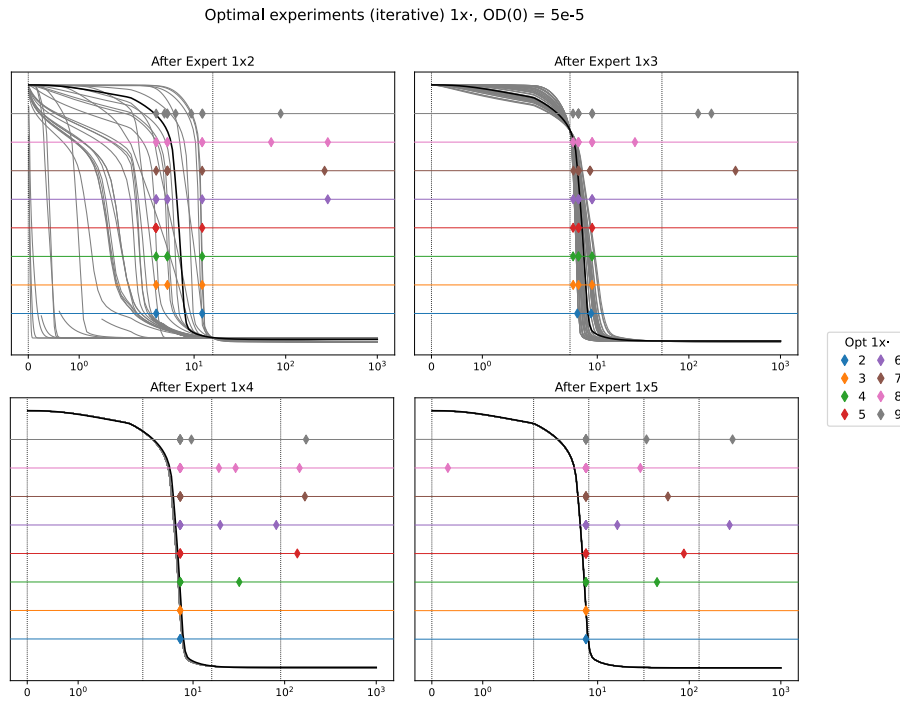 Optimal experiments (iterative) 1x·, OD(0) = 5e-5
After Expert 1x2
After Expert 1x3
0 10⁰ 10¹ 10² 10³
0 10⁰ 10¹ 10² 10³
After Expert 1x4
After Expert 1x5
0 10⁰ 10¹ 10² 10³
0 10⁰ 10¹ 10² 10³
Opt 1x·
2 6
3 7
4 8
5 9